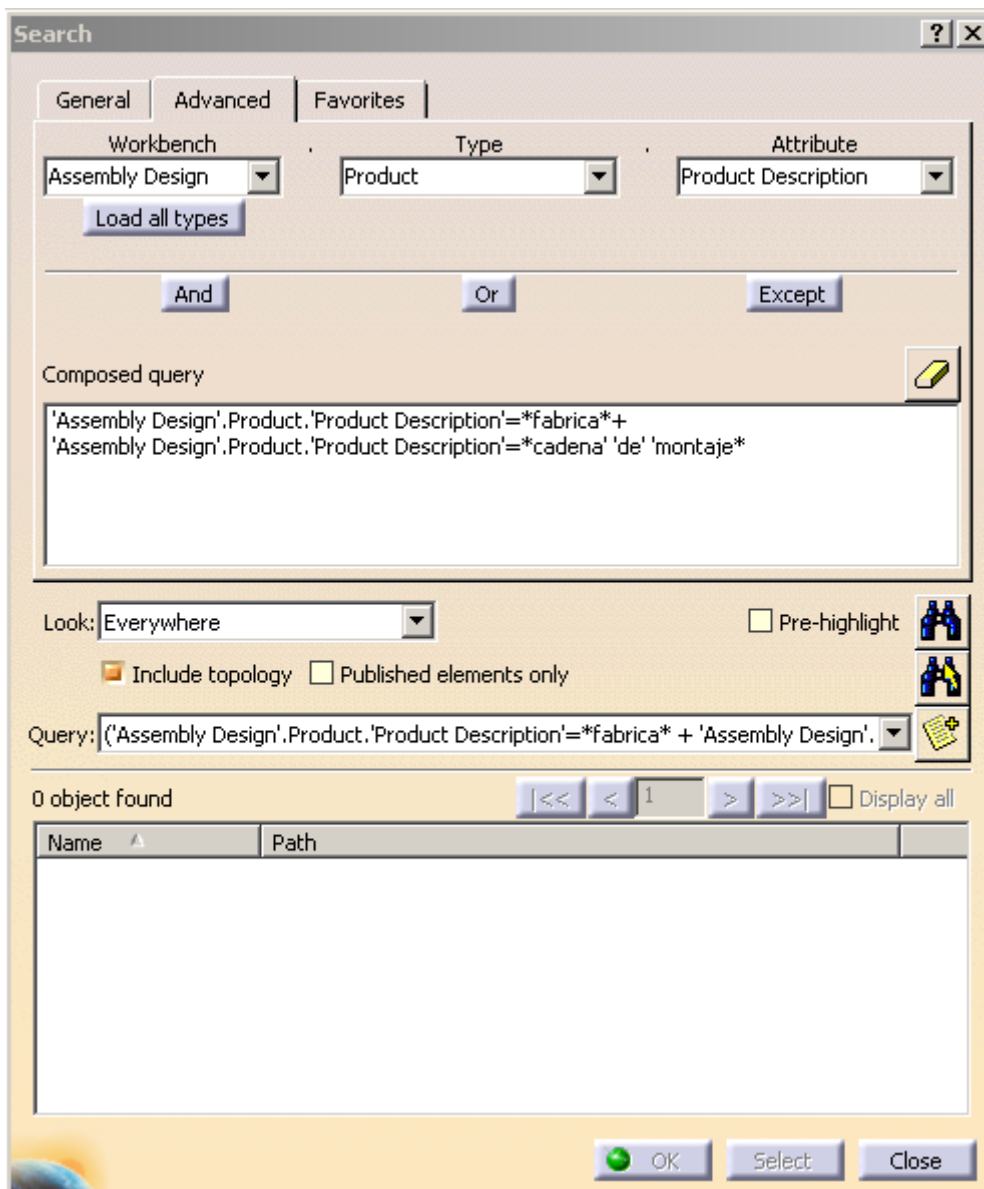 Search
General Advanced Favorites
Workbench . Type . Attribute
Assembly Design Product Product Description
Load all types
And Or Except
Composed query
'Assembly Design'.Product.'Product Description'=*fabrica*+
'Assembly Design'.Product.'Product Description'=*cadena' 'de' 'montaje*
Look: Everywhere Pre-highlight
Include topology Published elements only
Query: ('Assembly Design'.Product.'Product Description'=*fabrica* + 'Assembly Design'.
0 object found |<< < 1 > >>| Display all
Name Path
OK Select Close